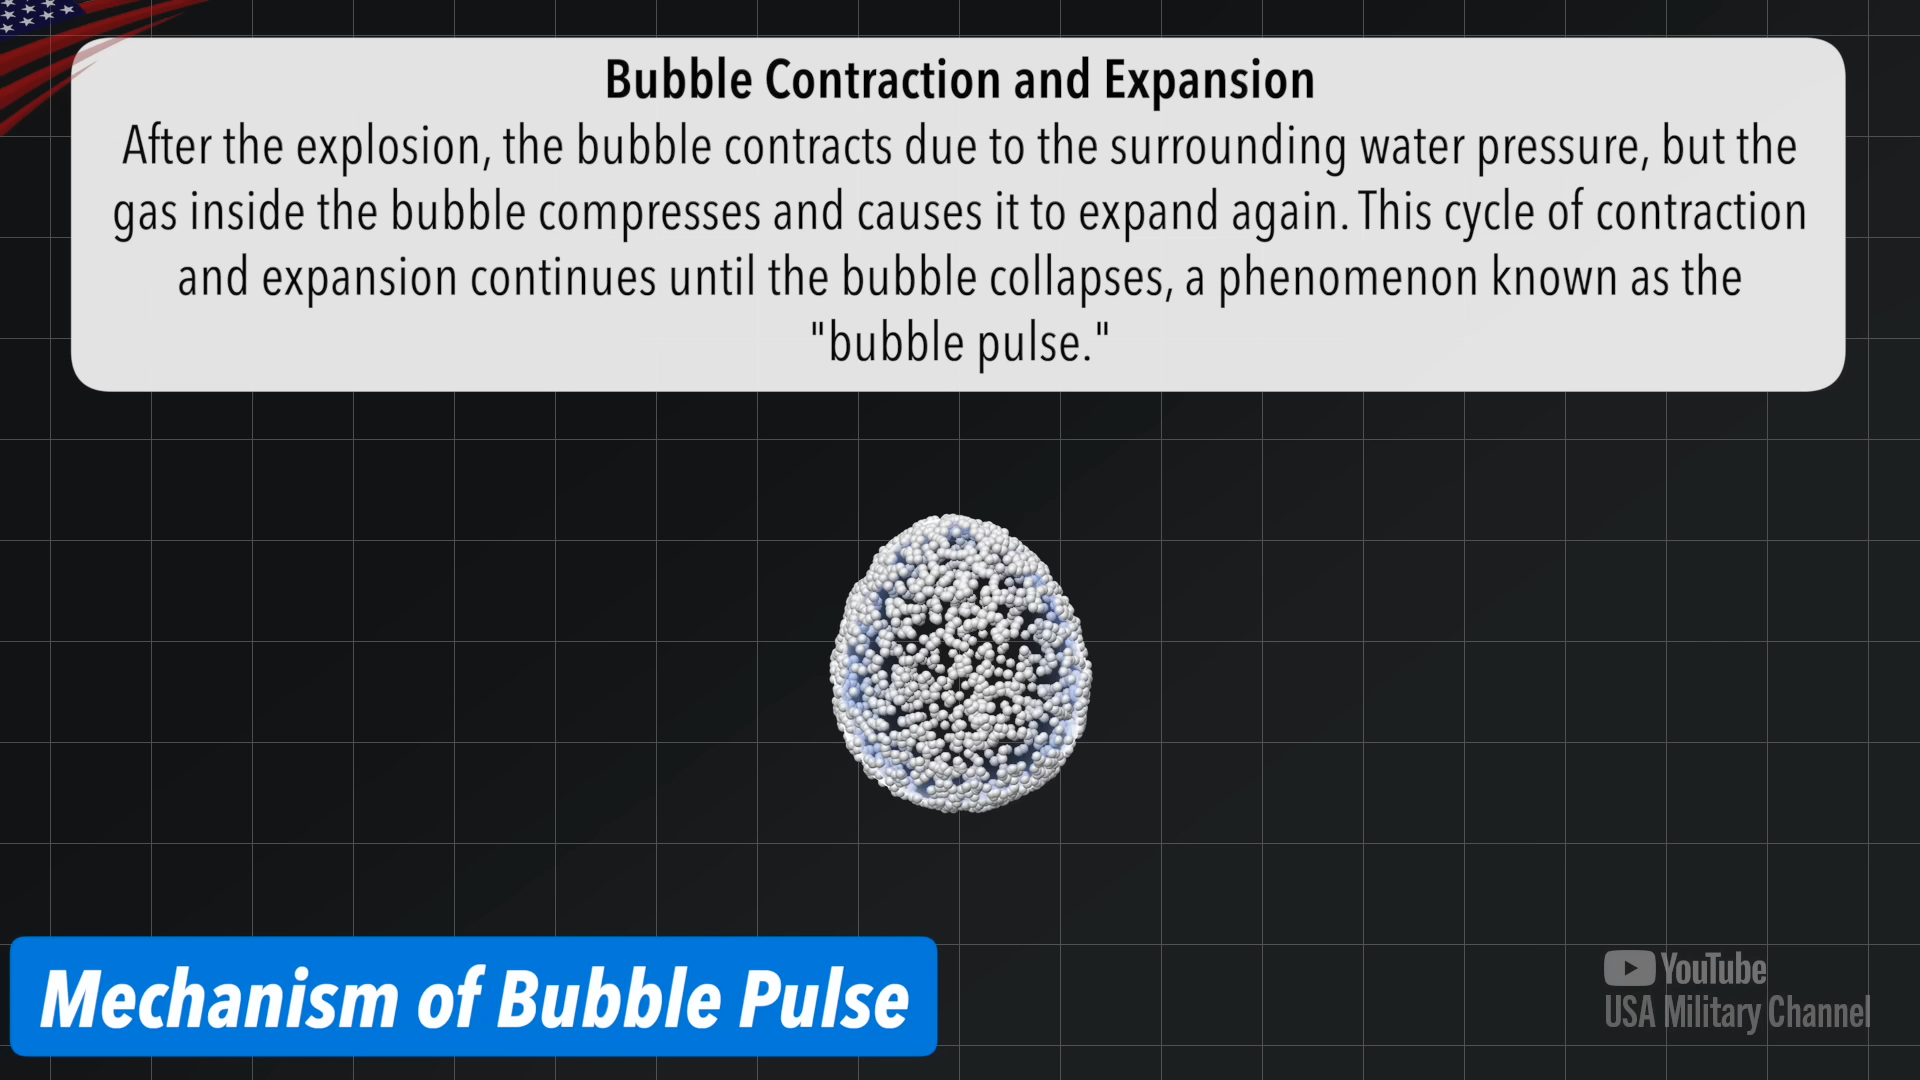 Bubble Contraction and Expansion
After the explosion, the bubble contracts due to the surrounding water pressure, but the
gas inside the bubble compresses and causes it to expand again. This cycle of contraction
and expansion continues until the bubble collapses, a phenomenon known as the
"bubble pulse."
Mechanism of Bubble Pulse
YouTube
USA Military Channel